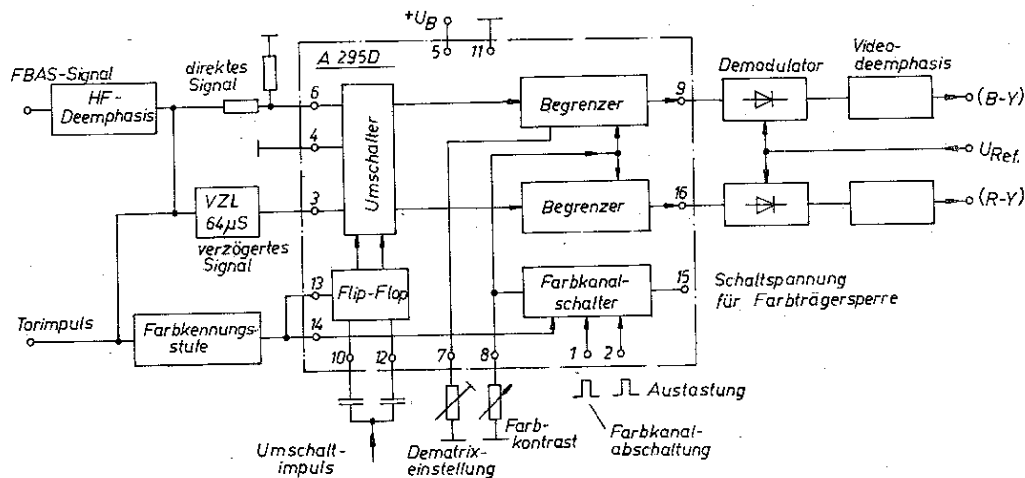 +U_B
5
11
A 295D
FBAS-Signal
HF-
Deemphasis
direktes
Signal
6
4
3
Umschalter
Begrenzer
9
Demodulator
Video-
deemphasis
(B-Y)
U_Ref.
VZL
64µS
verzögertes
Signal
Begrenzer
16
(R-Y)
13
Flip-Flop
14
Farbkanal-
schalter
15
Schaltspannung
für Farbträgersperre
Torimpuls
Farbkennungs-
stufe
10
12
7
8
1
2
Austastung
Farb-
kontrast
Farbkanal-
abschaltung
Umschalt-
impuls
Dematrix-
einstellung